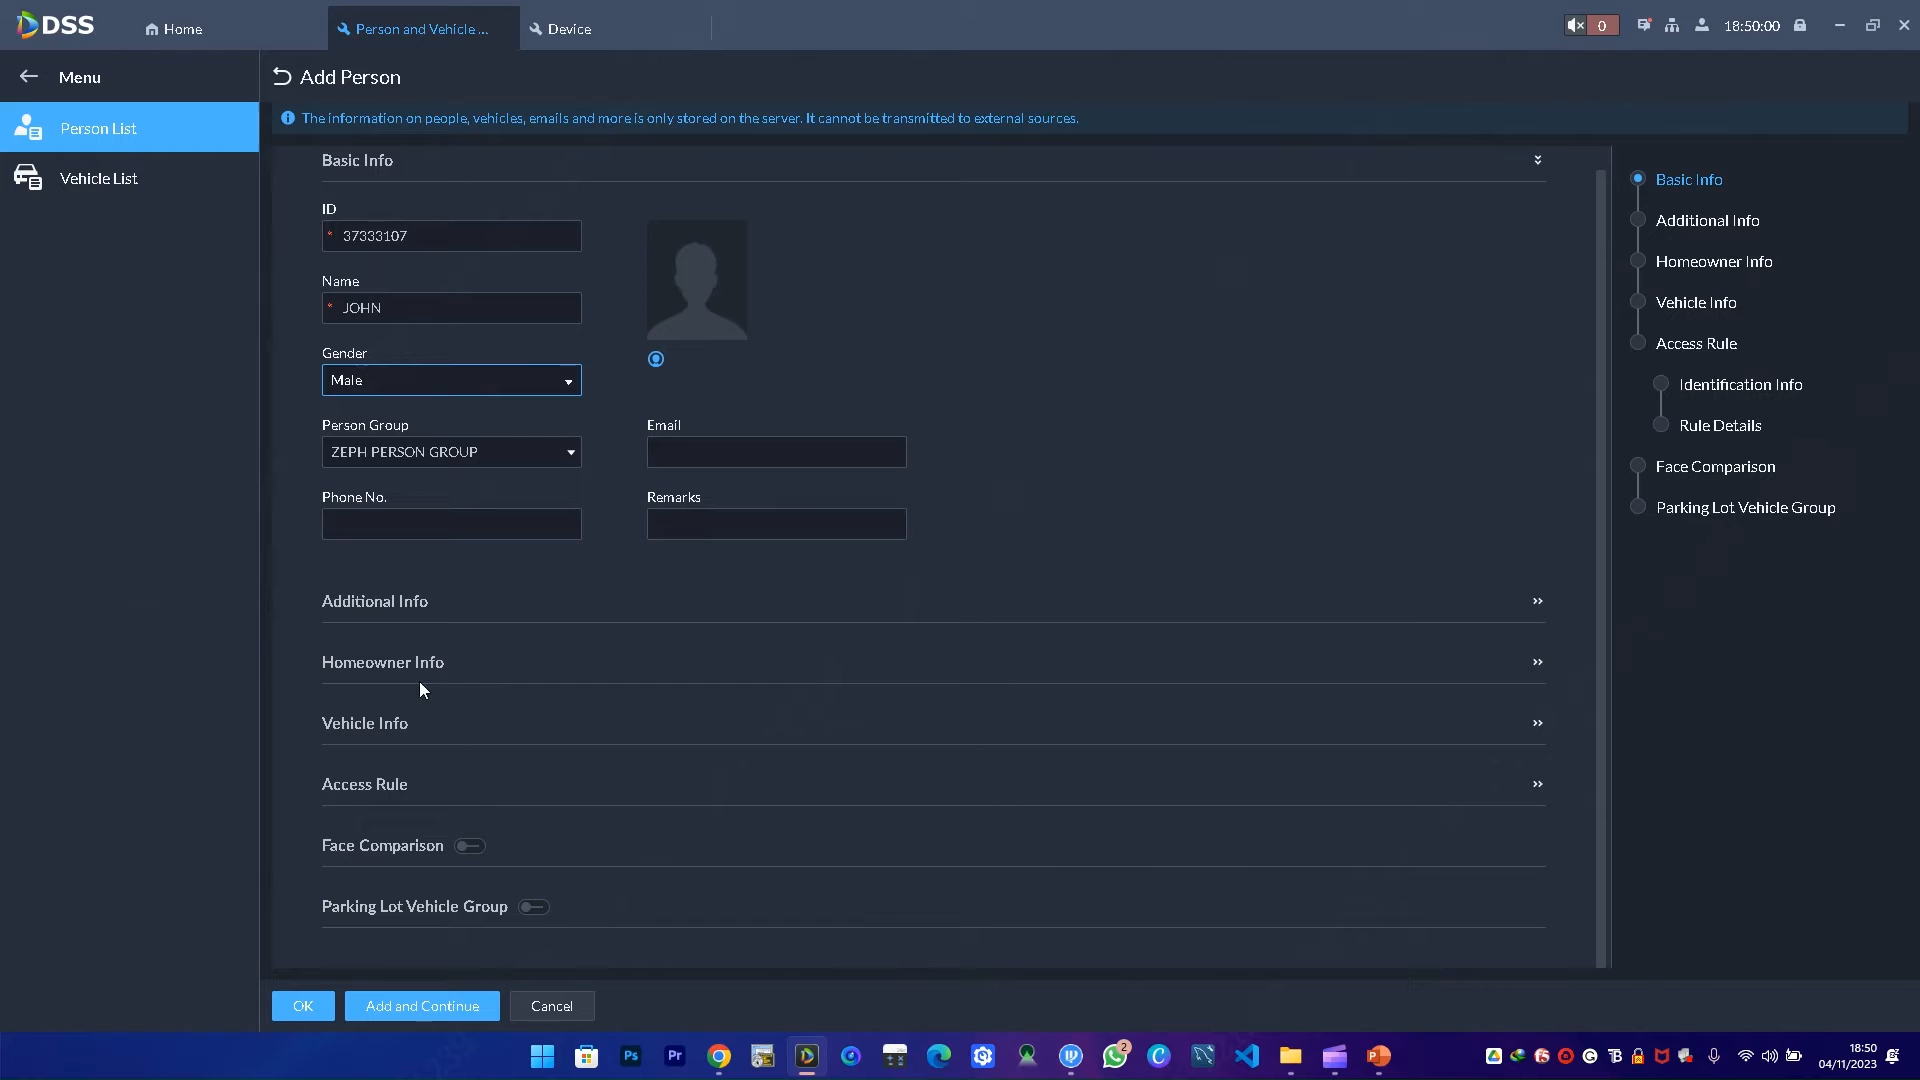 DSS
Home
Person and Vehicle ...
Device
0
18:50:00
Menu
Add Person
Person List
The information on people, vehicles, emails and more is only stored on the server. It cannot be transmitted to external sources.
Vehicle List
Basic Info
ID
* 37333107
Name
* JOHN
Gender
Male
Person Group
ZEPH PERSON GROUP
Email
Phone No.
Remarks
Additional Info
Homeowner Info
Vehicle Info
Access Rule
Face Comparison
Parking Lot Vehicle Group
Basic Info
Additional Info
Homeowner Info
Vehicle Info
Access Rule
Identification Info
Rule Details
Face Comparison
Parking Lot Vehicle Group
OK
Add and Continue
Cancel
Ps
Pr
2
18:50
04/11/2023